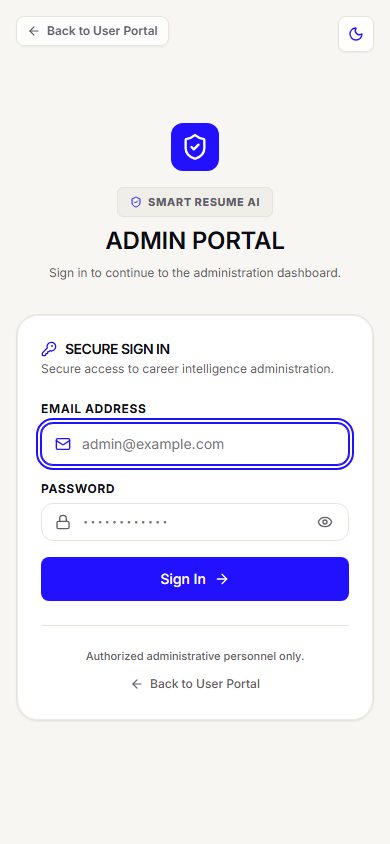 Back to User Portal
SMART RESUME AI
ADMIN PORTAL
Sign in to continue to the administration dashboard.
SECURE SIGN IN
Secure access to career intelligence administration.
EMAIL ADDRESS
admin@example.com
PASSWORD
••••••••••••
Sign In
Authorized administrative personnel only.
Back to User Portal